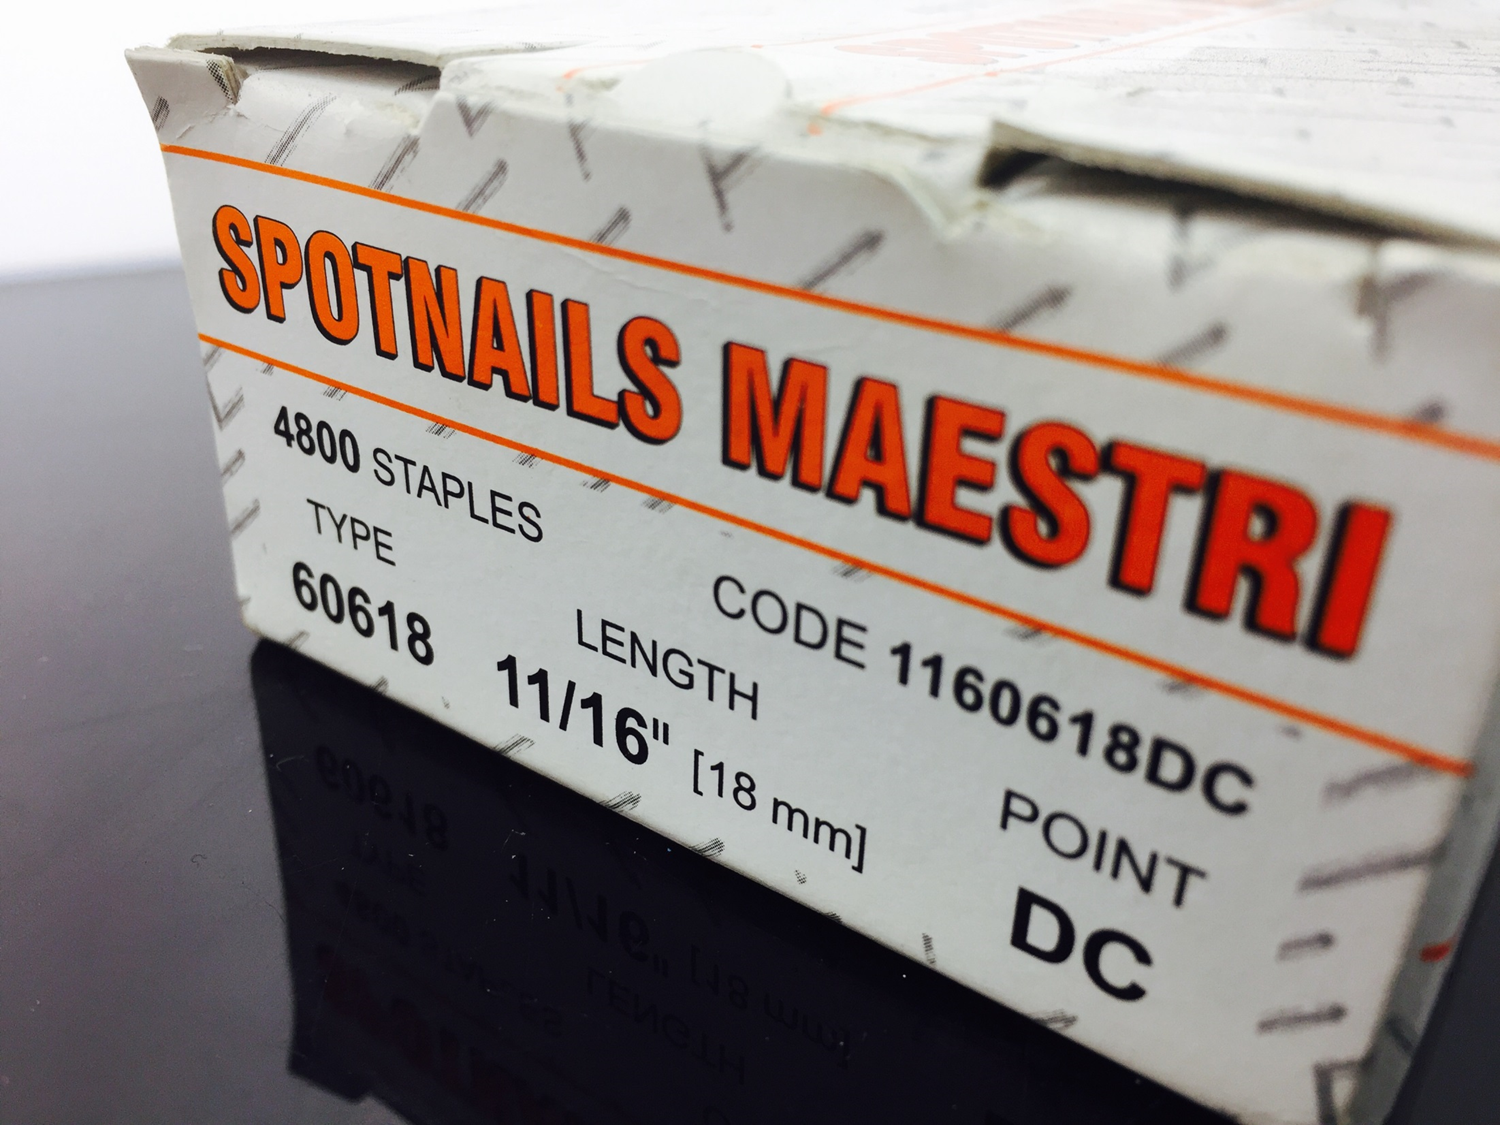 SPOTNAILS MAESTRI
4800 STAPLES
CODE 1160618DC
TYPE
60618
LENGTH
11/16" [18 mm]
POINT
DC